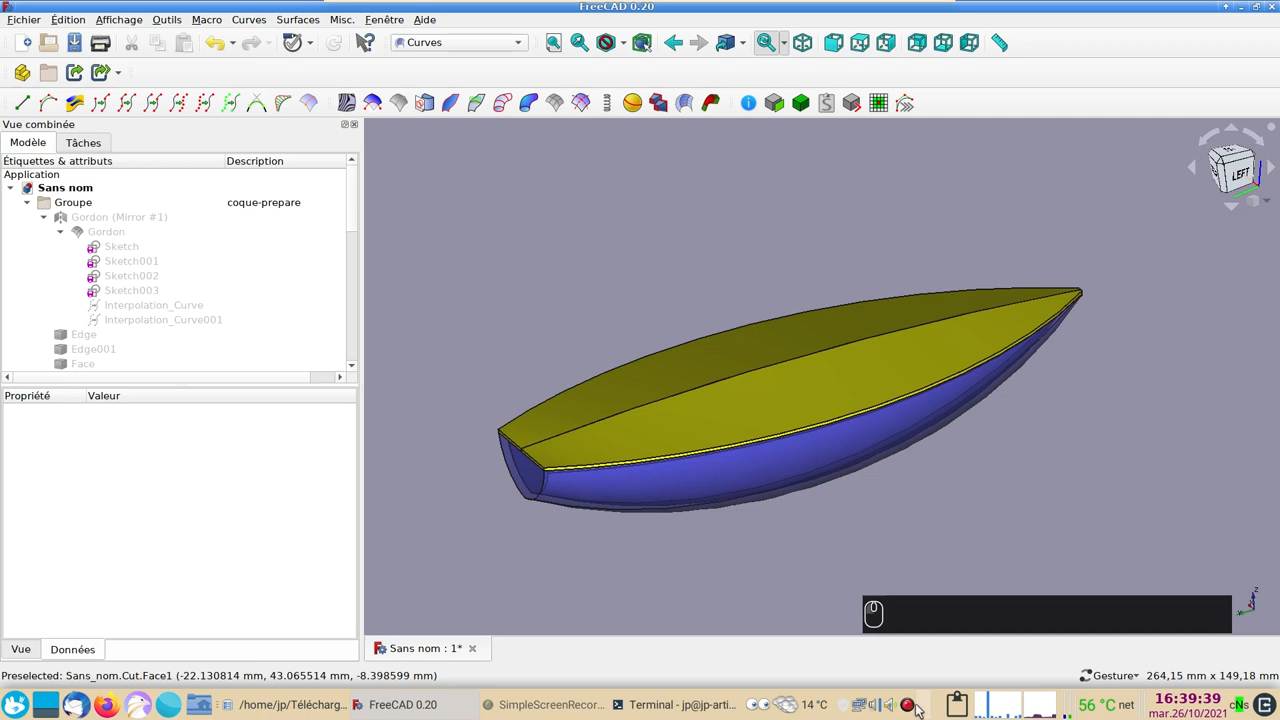 FreeCAD 0.20
Fichier Édition Affichage Outils Macro Curves Surfaces Misc. Fenêtre Aide
Curves
Vue combinée
Modèle Tâches
Étiquettes & attributs Description
Application
Sans nom
Groupe coque-prepare
Gordon (Mirror #1)
Gordon
Sketch
Sketch001
Sketch002
Sketch003
Interpolation_Curve
Interpolation_Curve001
Edge
Edge001
Face
Propriété Valeur
LEFT
Vue Données
Sans nom : 1*
Preselected: Sans_nom.Cut.Face1 (-22.130814 mm, 43.065514 mm, -8.398599 mm)
Gesture 264,15 mm x 149,18 mm
/home/jp/Télécharg... FreeCAD 0.20 SimpleScreenRecor... Terminal - jp@jp-arti... 14 °C 56 °C net 16:39:39
mar.26/10/2021
cNs